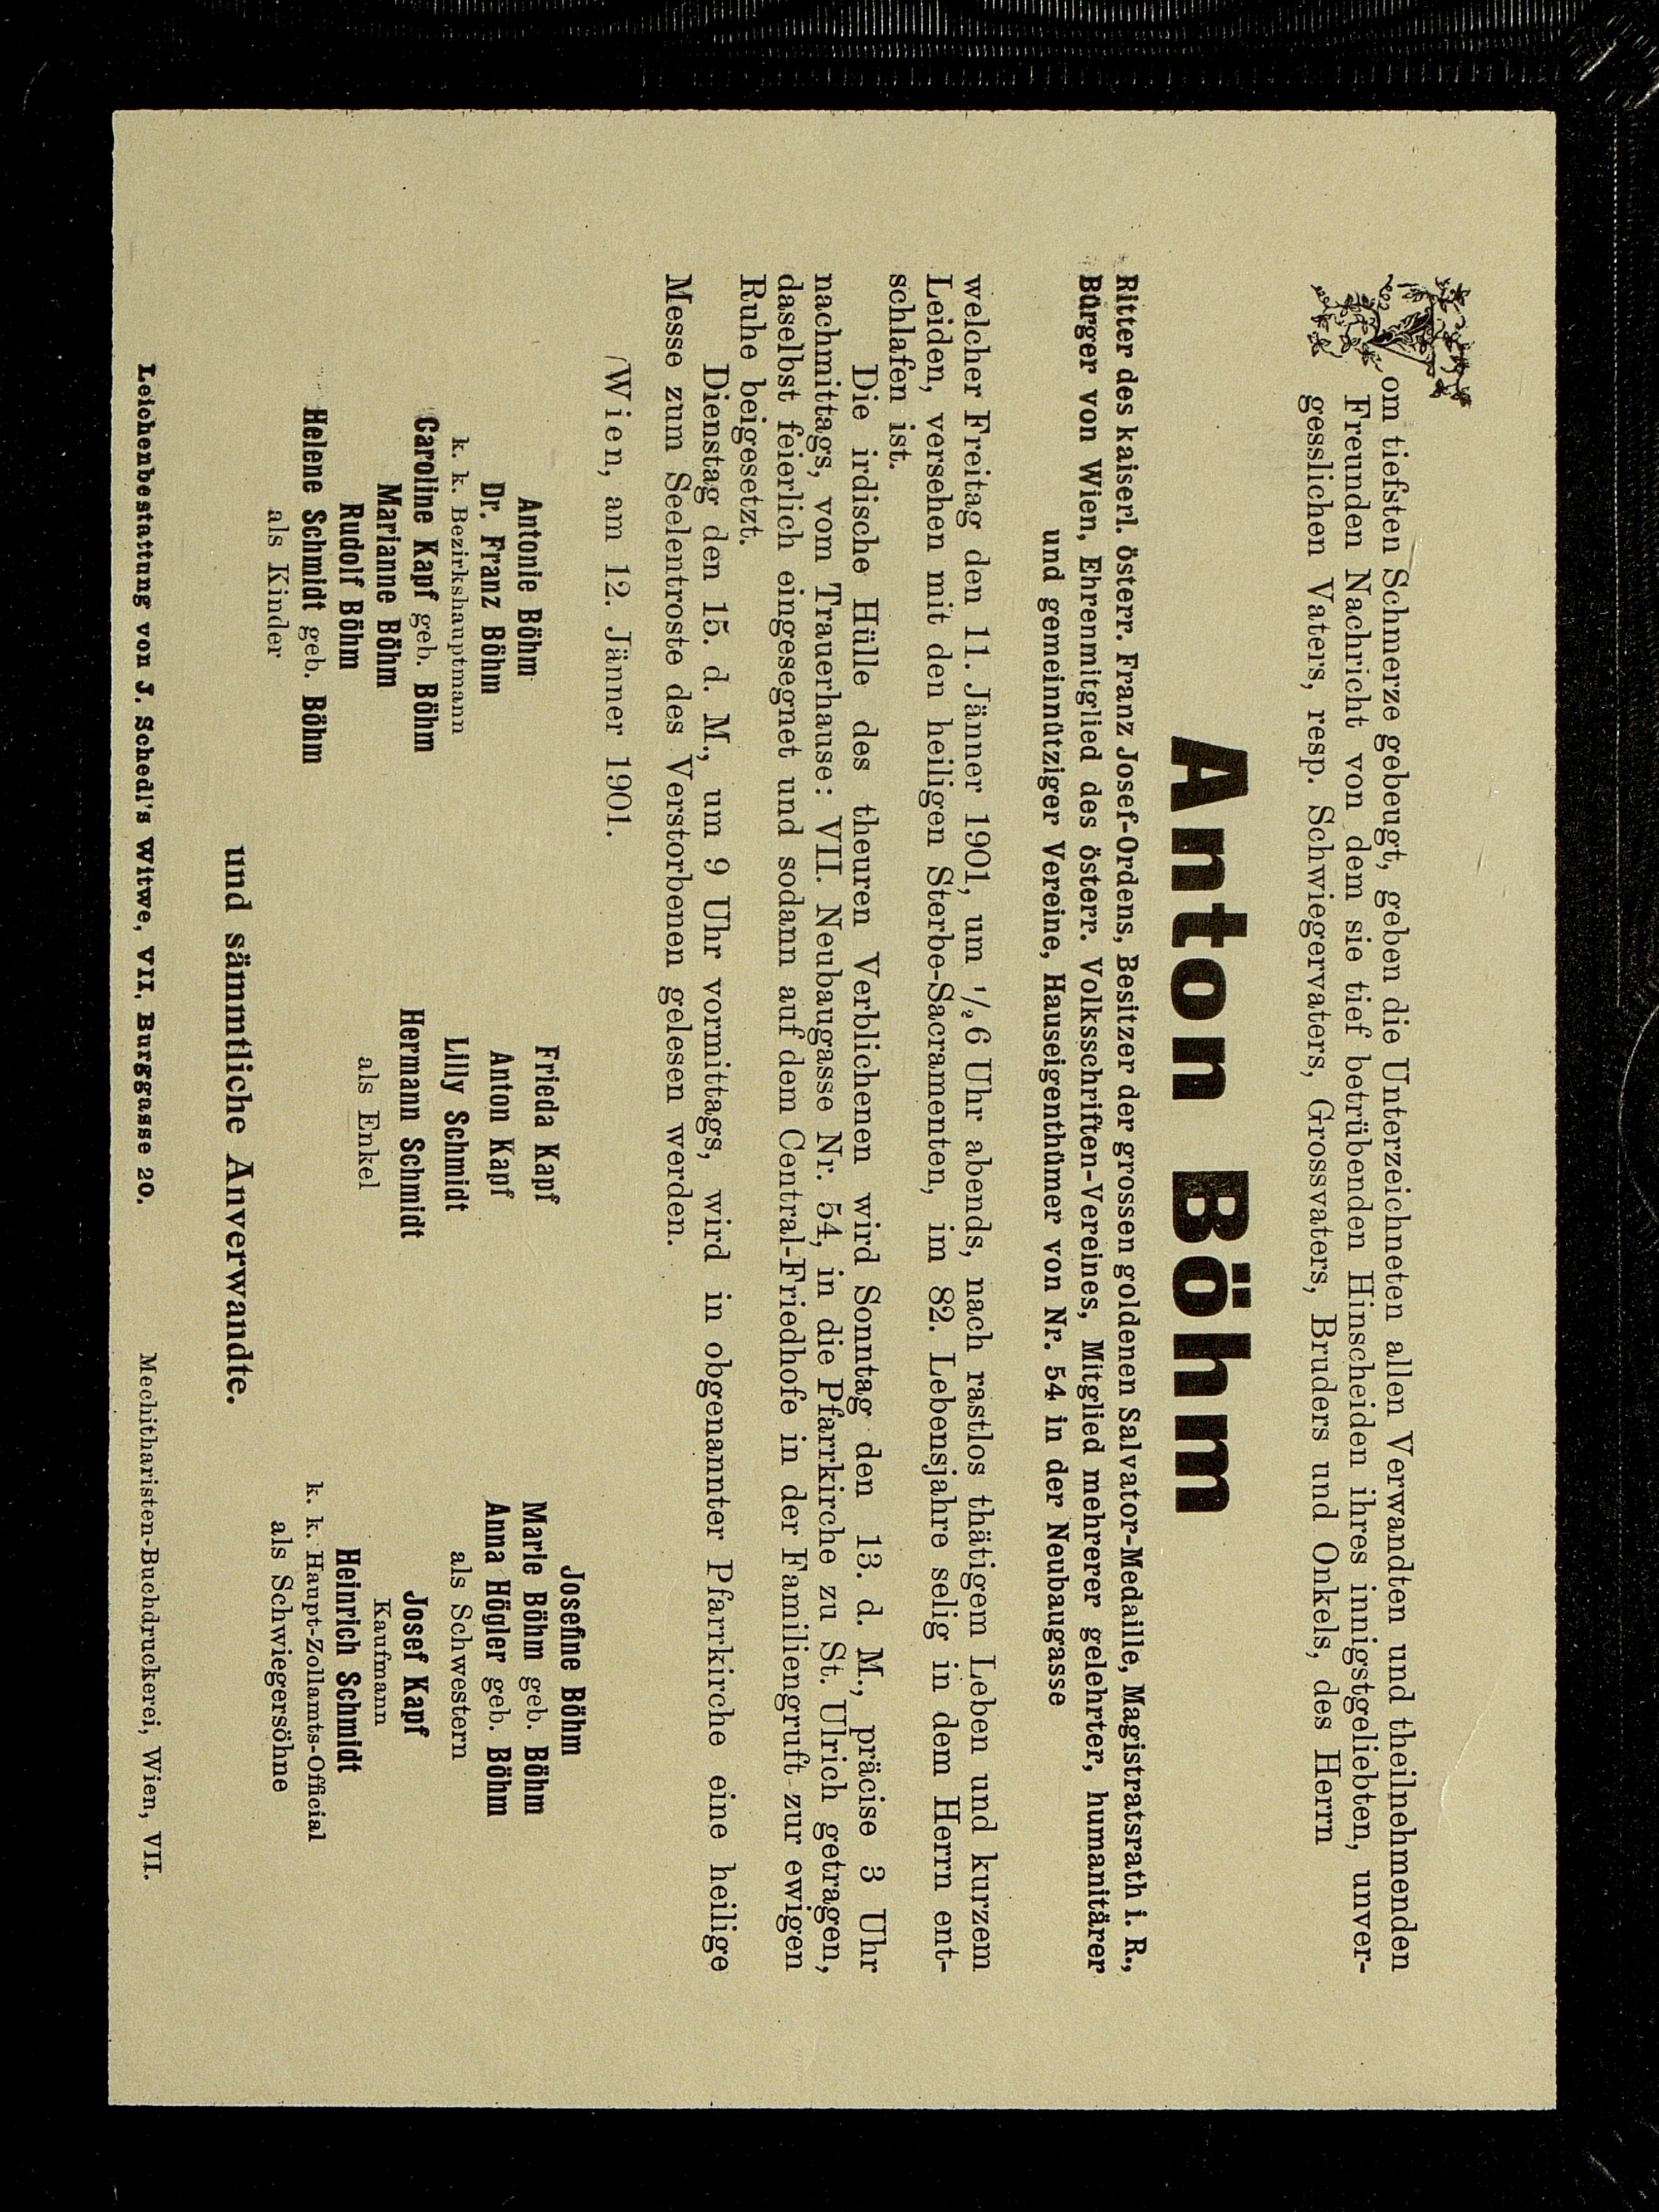 Vom tiefsten Schmerze gebeugt, geben die Unterzeichneten allen Verwandten und theilnehmenden
Freunden Nachricht von dem sie tief betrübenden Hinscheiden ihres innigstgeliebten, unver-
gesslichen Vaters, resp. Schwiegervaters, Grossvaters, Bruders und Onkels, des Herrn
Anton Böhm
Ritter des kaiserl. österr. Franz Josef-Ordens, Besitzer der grossen goldenen Salvator-Medaille, Magistratsrath i. R.,
Bürger von Wien, Ehrenmitglied des österr. Volksschriften-Vereines, Mitglied mehrerer gelehrter, humanitärer
und gemeinnütziger Vereine, Hauseigenthümer von Nr. 54 in der Neubaugasse
welcher Freitag den 11. Jänner 1901, um 1/2 6 Uhr abends, nach rastlos thätigem Leben und kurzem
Leiden, versehen mit den heiligen Sterbe-Sacramenten, im 82. Lebensjahre selig in dem Herrn ent-
schlafen ist.
Die irdische Hülle des theuren Verblichenen wird Sonntag den 13. d. M., präcise 3 Uhr
nachmittags, vom Trauerhause: VII. Neubaugasse Nr. 54, in die Pfarrkirche zu St. Ulrich getragen,
daselbst feierlich eingesegnet und sodann auf dem Central-Friedhofe in der Familiengruft zur ewigen
Ruhe beigesetzt.
Dienstag den 15. d. M., um 9 Uhr vormittags, wird in obgenannter Pfarrkirche eine heilige
Messe zum Seelentroste des Verstorbenen gelesen werden.
Wien, am 12. Jänner 1901.
Antonie Böhm
Dr. Franz Böhm
k. k. Bezirkshauptmann
Caroline Kapf geb. Böhm
Marianne Böhm
Rudolf Böhm
Helene Schmidt geb. Böhm
als Kinder
Frieda Kapf
Anton Kapf
Lilly Schmidt
Hermann Schmidt
als Enkel
Josefine Böhm
Marie Böhm geb. Böhm
Anna Högler geb. Böhm
als Schwestern
Josef Kapf
Kaufmann
Heinrich Schmidt
k. k. Haupt-Zollamts-Official
als Schwiegersöhne
und sämmtliche Anverwandte.
Leichenbestattung von J. Schedl's Witwe, VII, Burggasse 20.
Mechitharisten-Buchdruckerei, Wien, VII.